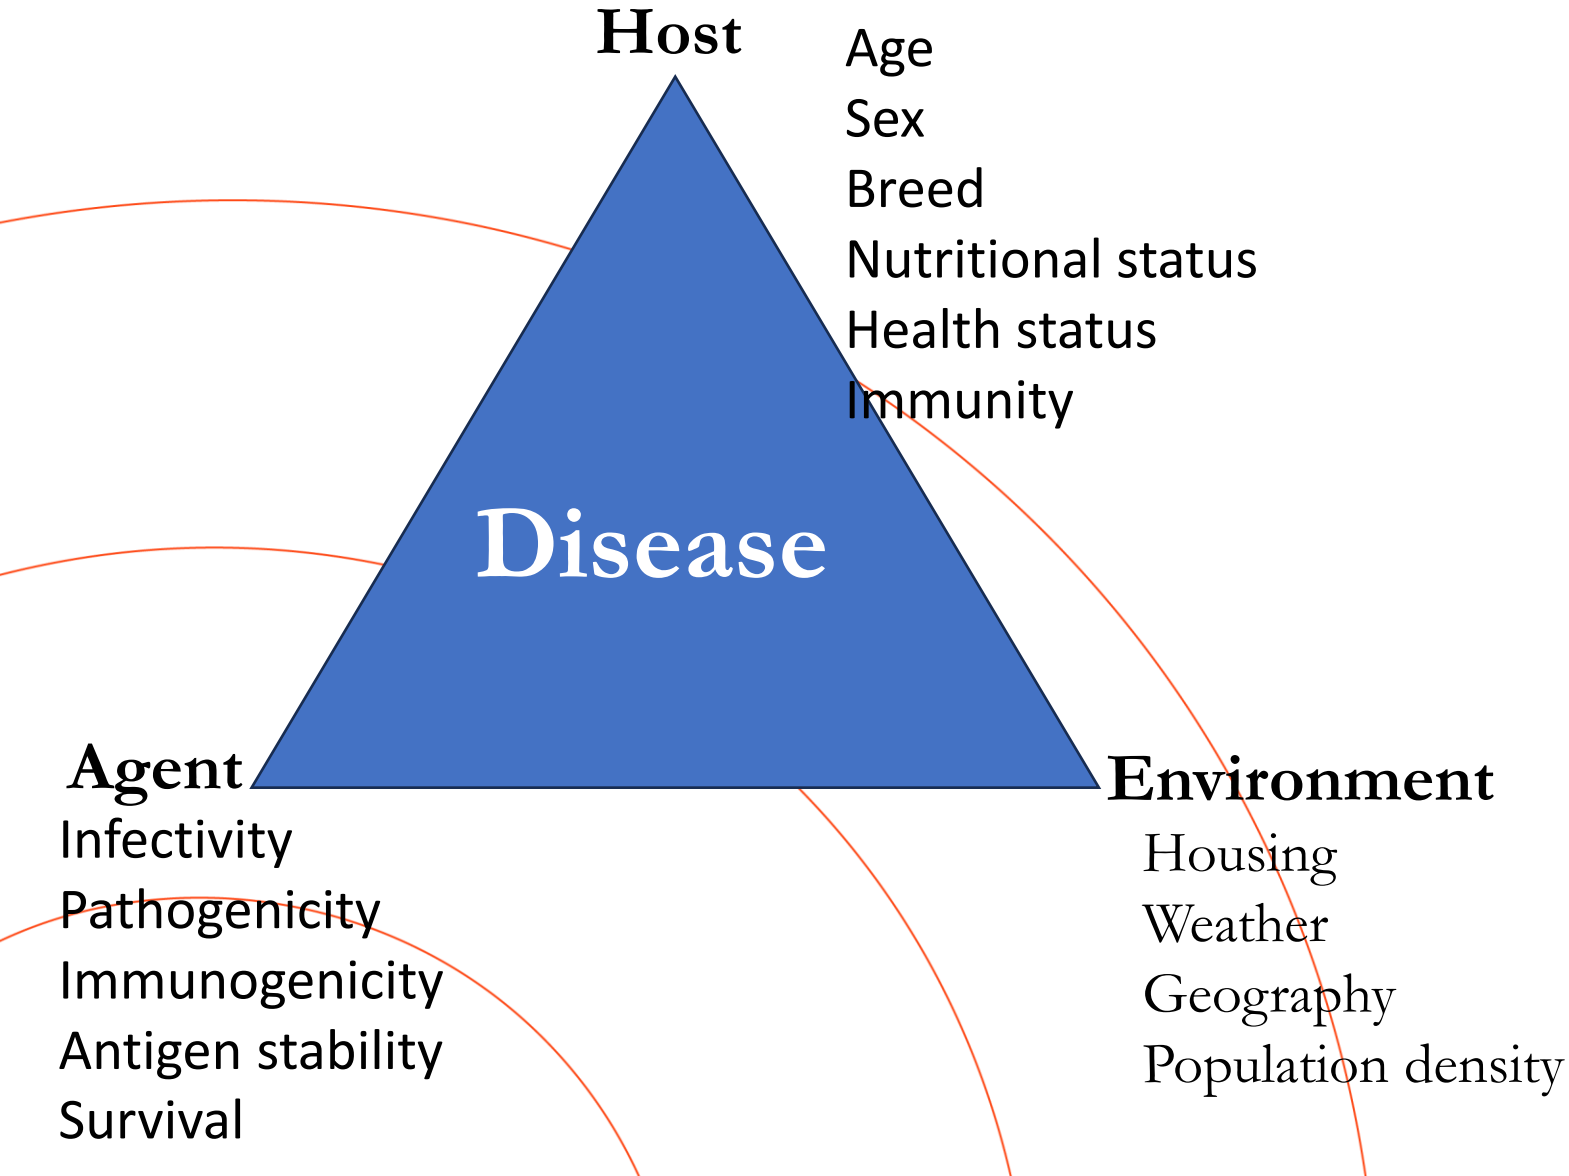 Host
Age
Sex
Breed
Nutritional status
Health status
Immunity
Disease
Agent
Infectivity
Pathogenicity
Immunogenicity
Antigen stability
Survival
Environment
Housing
Weather
Geography
Population density